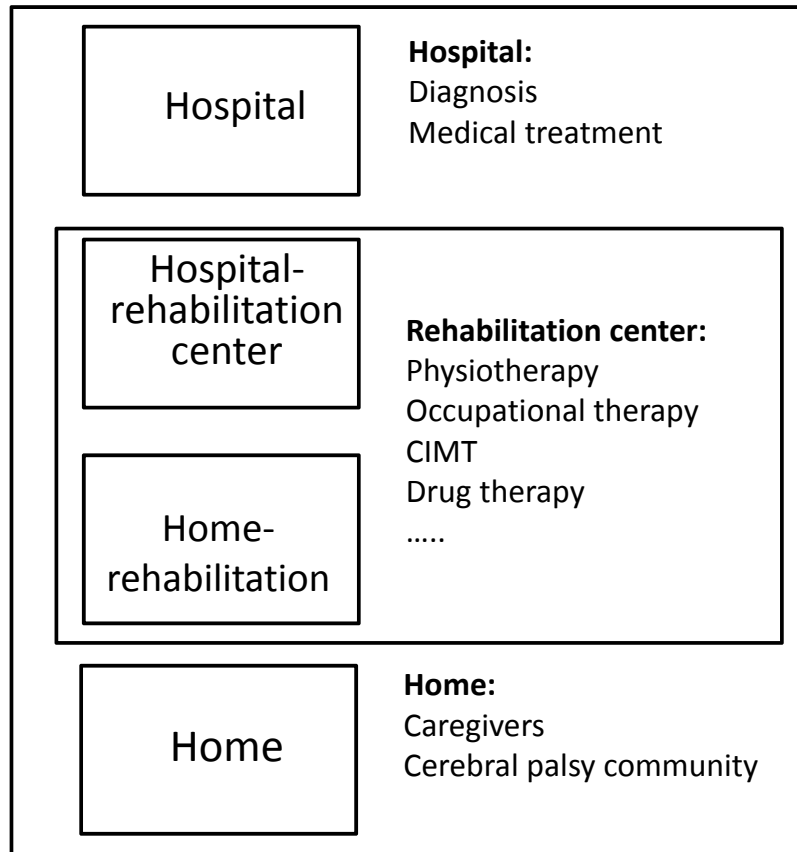 Hospital
Hospital:
Diagnosis
Medical treatment
Hospital-
rehabilitation
center
Home-
rehabilitation
Rehabilitation center:
Physiotherapy
Occupational therapy
CIMT
Drug therapy
…..
Home
Home:
Caregivers
Cerebral palsy community